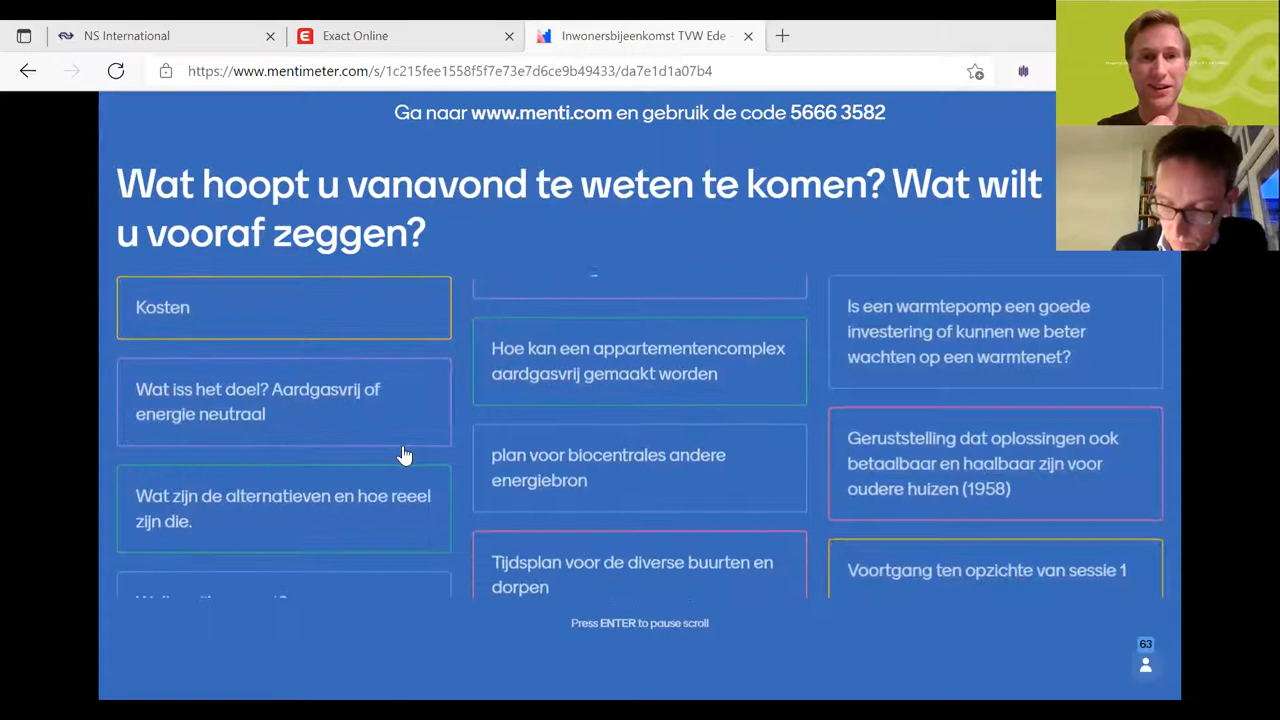 NS International
Exact Online
Inwonersbijeenkomst TVW Ede -
https://www.mentimeter.com/s/1c215fee1558f5f7e73e7d6ce9b49433/da7e1d1a07b4
Ga naar www.menti.com en gebruik de code 5666 3582
Wat hoopt u vanavond te weten te komen? Wat wilt
u vooraf zeggen?
Kosten
Wat iss het doel? Aardgasvrij of
energie neutraal
Wat zijn de alternatieven en hoe reeel
zijn die.
Hoe kan een appartementencomplex
aardgasvrij gemaakt worden
plan voor biocentrales andere
energiebron
Tijdsplan voor de diverse buurten en
dorpen
Is een warmtepomp een goede
investering of kunnen we beter
wachten op een warmtenet?
Geruststelling dat oplossingen ook
betaalbaar en haalbaar zijn voor
oudere huizen (1958)
Voortgang ten opzichte van sessie 1
Press ENTER to pause scroll
63